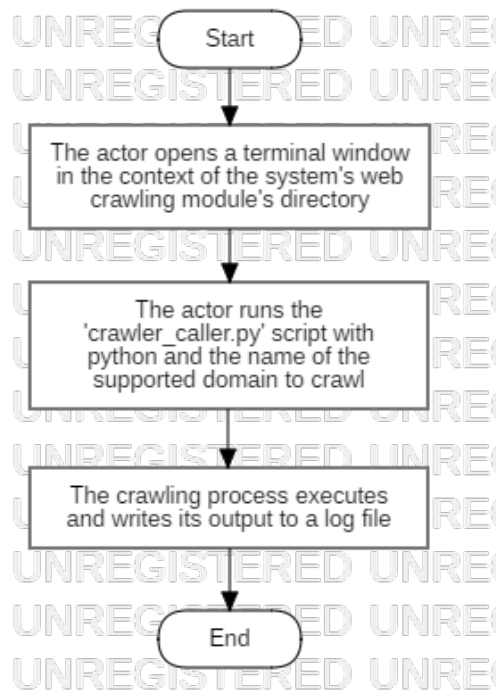 Start
The actor opens a terminal window
in the context of the system's web
crawling module's directory
The actor runs the
'crawler_caller.py' script with
python and the name of the
supported domain to crawl
The crawling process executes
and writes its output to a log file
End
UNREGISTERED